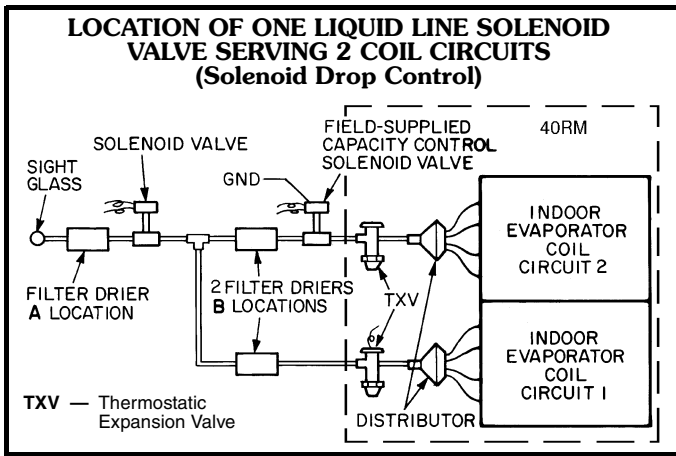 LOCATION OF ONE LIQUID LINE SOLENOID
VALVE SERVING 2 COIL CIRCUITS
(Solenoid Drop Control)
SOLENOID VALVE
FIELD-SUPPLIED
CAPACITY CONTROL
SOLENOID VALVE
40RM
SIGHT
GLASS
GND
INDOOR
EVAPORATOR
COIL
CIRCUIT 2
FILTER DRIER
A LOCATION
2 FILTER DRIERS
B LOCATIONS
TXV
INDOOR
EVAPORATOR
COIL
CIRCUIT I
TXV — Thermostatic
Expansion Valve
DISTRIBUTOR